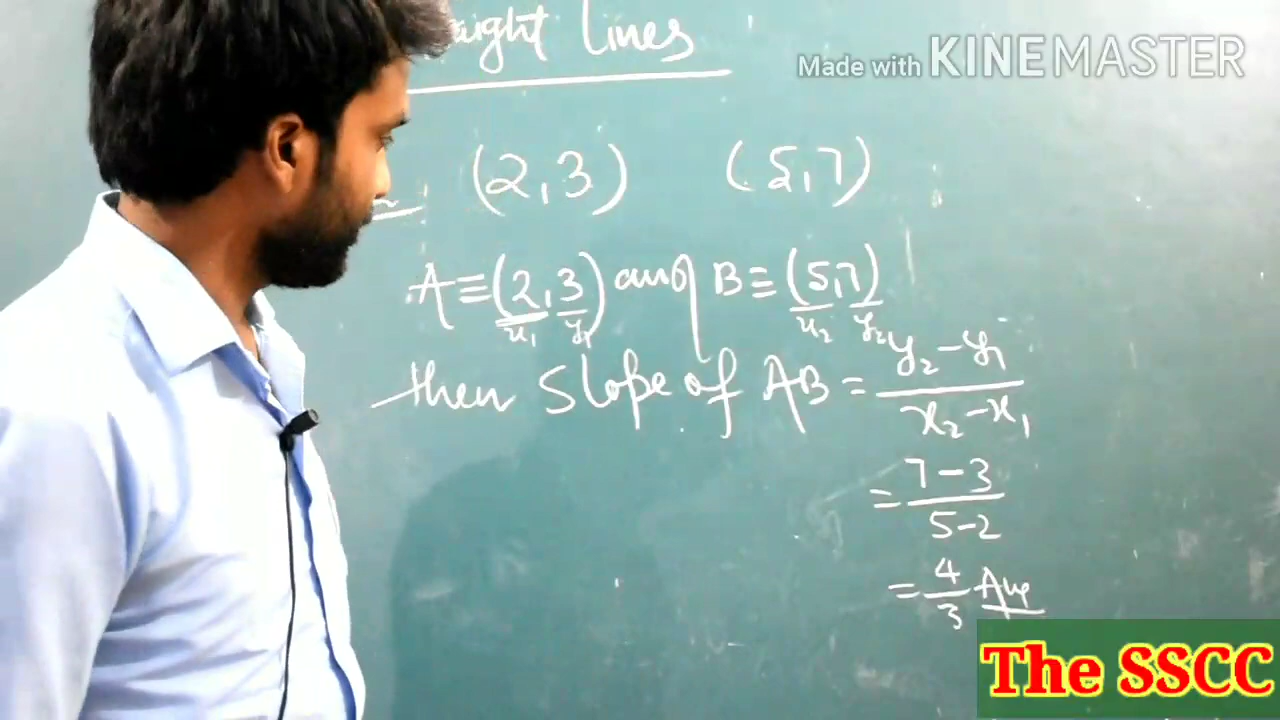 aight Lines
Made with KINEMASTER
(2,3) (5,7)
A≡(2,3) and B≡(5,7)
x₁ y₁ x₂ y₂
then Slope of AB = y₂-y₁ / x₂-x₁
= 7-3 / 5-2
= 4/3 Ans
The SSCC